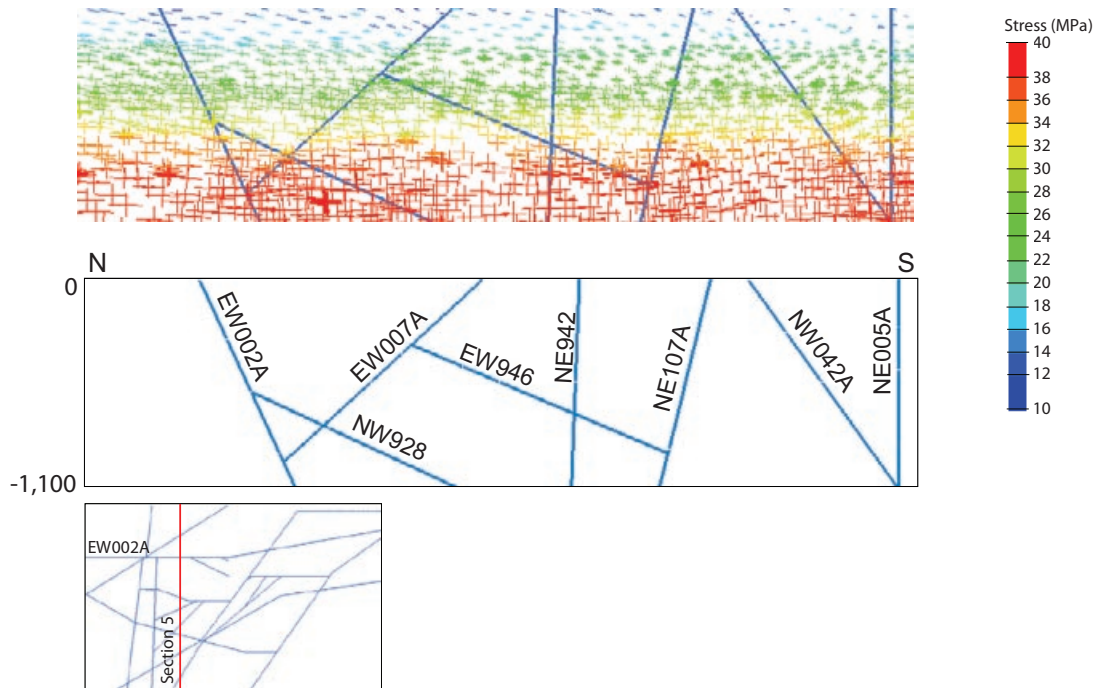 Stress (MPa)
40
38
36
34
32
30
28
26
24
22
20
18
16
14
12
10
N
S
0
-1,100
EW002A
EW007A
NW928
EW946
NE942
NE107A
NW042A
NE005A
EW002A
Section 5